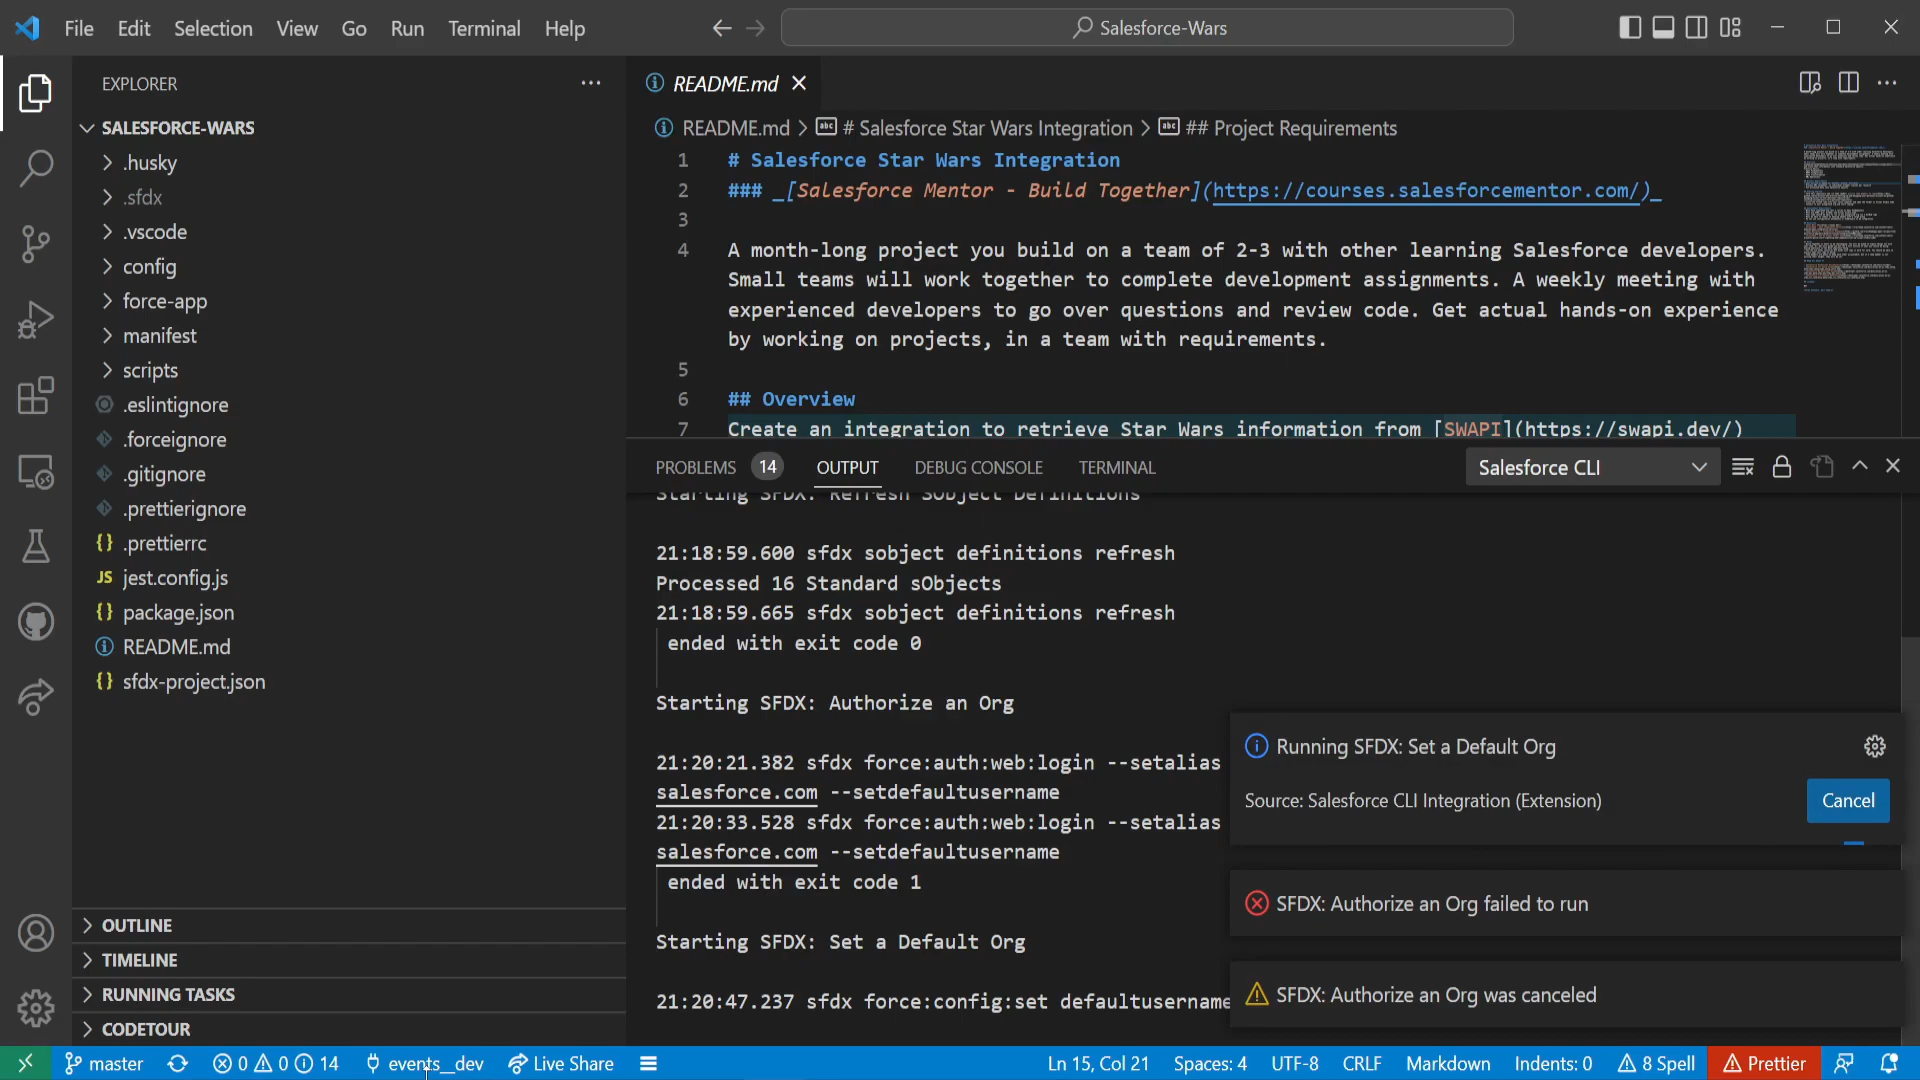 File Edit Selection View Go Run Terminal Help
Salesforce-Wars
EXPLORER
SALESFORCE-WARS
.husky
.sfdx
.vscode
config
force-app
manifest
scripts
.eslintignore
.forceignore
.gitignore
.prettierignore
{} .prettierrc
JS jest.config.js
{} package.json
README.md
{} sfdx-project.json
OUTLINE
TIMELINE
RUNNING TASKS
CODETOUR
README.md
README.md > abc # Salesforce Star Wars Integration > abc ## Project Requirements
1 # Salesforce Star Wars Integration
2 ### _[Salesforce Mentor - Build Together](https://courses.salesforcementor.com/)_
3
4 A month-long project you build on a team of 2-3 with other learning Salesforce developers.
Small teams will work together to complete development assignments. A weekly meeting with
experienced developers to go over questions and review code. Get actual hands-on experience
by working on projects, in a team with requirements.
5
6 ## Overview
7 Create an integration to retrieve Star Wars information from [SWAPI](https://swapi.dev/)
PROBLEMS 14 OUTPUT DEBUG CONSOLE TERMINAL
Salesforce CLI
Starting SFDX: Refresh SObject Definitions
21:18:59.600 sfdx sobject definitions refresh
Processed 16 Standard sObjects
21:18:59.665 sfdx sobject definitions refresh
ended with exit code 0
Starting SFDX: Authorize an Org
21:20:21.382 sfdx force:auth:web:login --setalias
salesforce.com --setdefaultusername
21:20:33.528 sfdx force:auth:web:login --setalias
salesforce.com --setdefaultusername
ended with exit code 1
Starting SFDX: Set a Default Org
21:20:47.237 sfdx force:config:set defaultusername
Running SFDX: Set a Default Org
Source: Salesforce CLI Integration (Extension)
Cancel
SFDX: Authorize an Org failed to run
SFDX: Authorize an Org was canceled
master 0 0 14 events__dev Live Share Ln 15, Col 21 Spaces: 4 UTF-8 CRLF Markdown Indents: 0 8 Spell Prettier